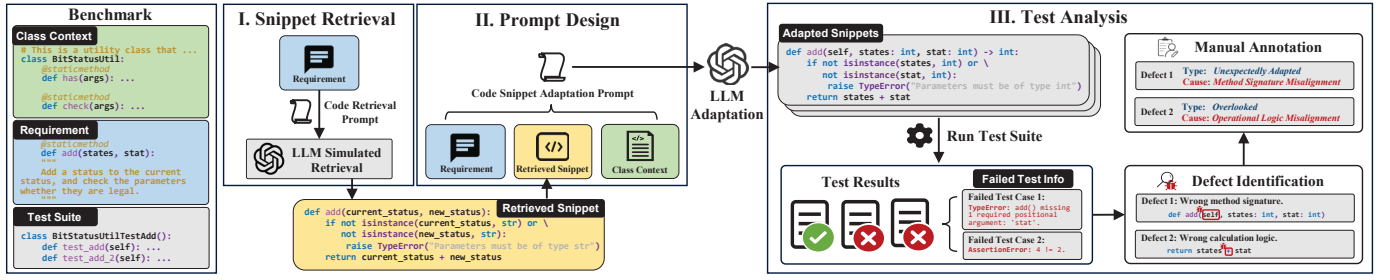 Benchmark
Class Context
# This is a utility class that ...
class BitStatusUtil:
@staticmethod
def has(args): ...
@staticmethod
def check(args): ...
Requirement
@staticmethod
def add(states, stat):
"""
Add a status to the current
status, and check the parameters
whether they are legal.
"""
Test Suite
class BitStatusUtilTestAdd():
def test_add(self): ...
def test_add_2(self): ...
I. Snippet Retrieval
Requirement
Code Retrieval
Prompt
LLM Simulated
Retrieval
II. Prompt Design
Code Snippet Adaptation Prompt
Requirement
Retrieved Snippet
Class Context
Retrieved Snippet
def add(current_status, new_status):
if not isinstance(current_status, str) or \
not isinstance(new_status, str):
raise TypeError("Parameters must be of type str")
return current_status + new_status
LLM
Adaptation
III. Test Analysis
Adapted Snippets
def add(self, states: int, stat: int) -> int:
if not isinstance(states, int) or \
not isinstance(stat, int):
raise TypeError("Parameters must be of type int")
return states + stat
Run Test Suite
Test Results
Failed Test Info
Failed Test Case 1:
TypeError: add() missing
1 required positional
argument: 'stat'.
Failed Test Case 2:
AssertionError: 4 != 2.
Manual Annotation
Defect 1
Type: Unexpectedly Adapted
Cause: Method Signature Misalignment
Defect 2
Type: Overlooked
Cause: Operational Logic Misalignment
Defect Identification
Defect 1: Wrong method signature.
def add(self, states: int, stat: int)
Defect 2: Wrong calculation logic.
return states + stat